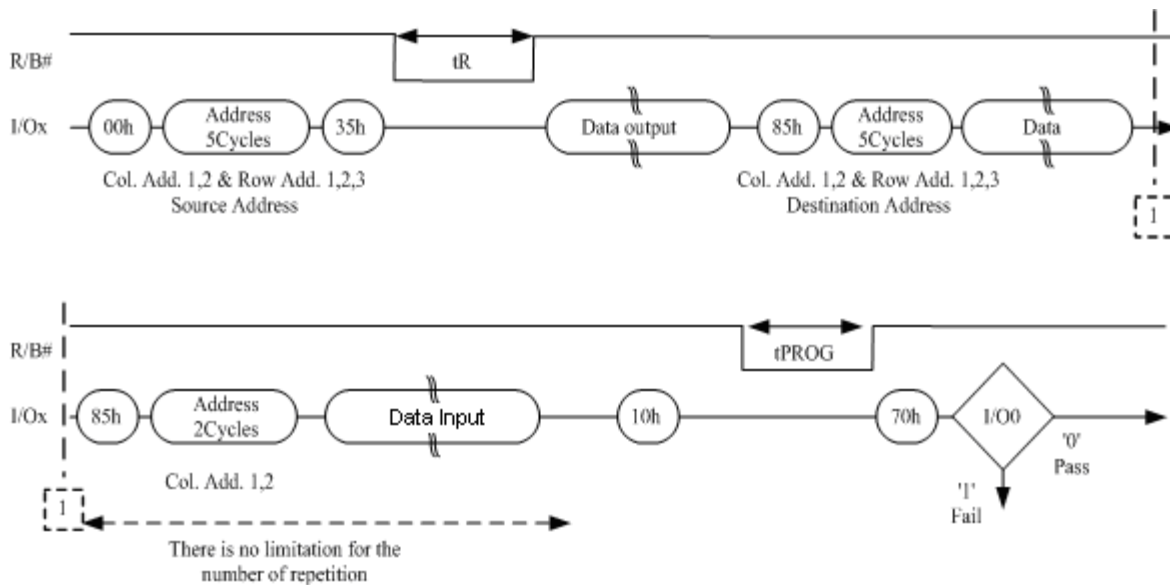 R/B#
tR
I/Ox
00h
Address
5Cycles
35h
Data output
85h
Address
5Cycles
Data
Col. Add. 1,2 & Row Add. 1,2,3
Source Address
Col. Add. 1,2 & Row Add. 1,2,3
Destination Address
1
R/B#
tPROG
I/Ox
85h
Address
2Cycles
Data Input
10h
70h
I/O0
'0'
Pass
Col. Add. 1,2
'1'
Fail
1
There is no limitation for the
number of repetition